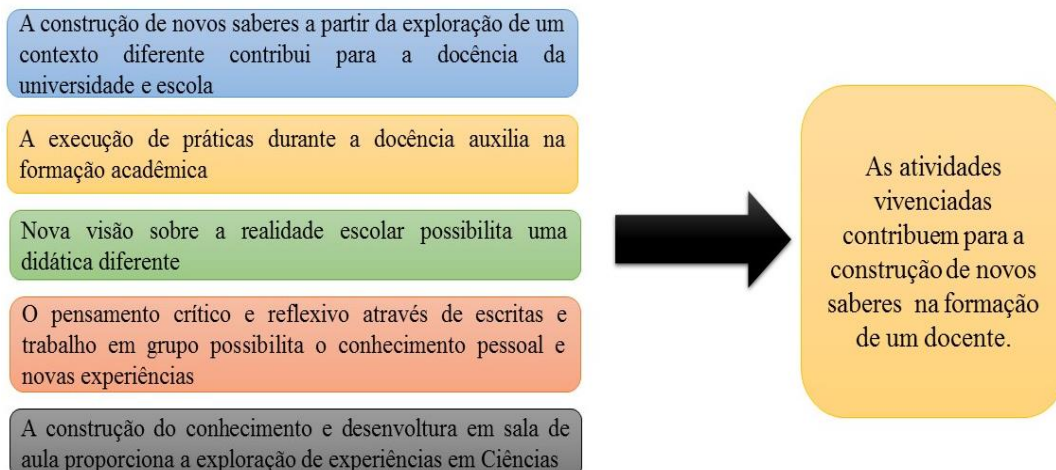 A construção de novos saberes a partir da exploração de um
contexto diferente contribui para a docência da
universidade e escola
A execução de práticas durante a docência auxilia na
formação acadêmica
Nova visão sobre a realidade escolar possibilita uma
didática diferente
O pensamento crítico e reflexivo através de escritas e
trabalho em grupo possibilita o conhecimento pessoal e
novas experiências
A construção do conhecimento e desenvoltura em sala de
aula proporciona a exploração de experiências em Ciências
As atividades
vivenciadas
contribuem para a
construção de novos
saberes na formação
de um docente.